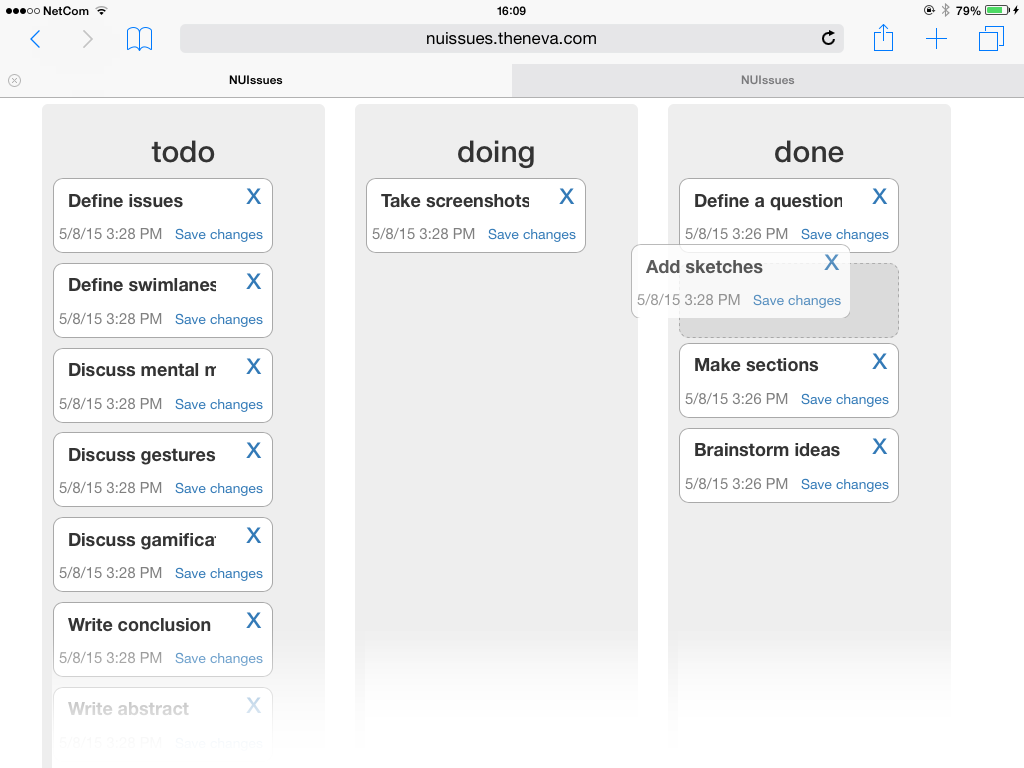 NetCom
16:09
79%
nuissues.theneva.com
NUIssues
NUIssues
todo
Define issues X
5/8/15 3:28 PM Save changes
Define swimlanes X
5/8/15 3:28 PM Save changes
Discuss mental m X
5/8/15 3:28 PM Save changes
Discuss gestures X
5/8/15 3:28 PM Save changes
Discuss gamifica X
5/8/15 3:28 PM Save changes
Write conclusion X
5/8/15 3:28 PM Save changes
Write abstract X
5/8/15 3:28 PM Save changes
doing
Take screenshots X
5/8/15 3:28 PM Save changes
done
Define a question X
5/8/15 3:26 PM Save changes
Add sketches X
5/8/15 3:28 PM Save changes
Make sections X
5/8/15 3:26 PM Save changes
Brainstorm ideas X
5/8/15 3:26 PM Save changes